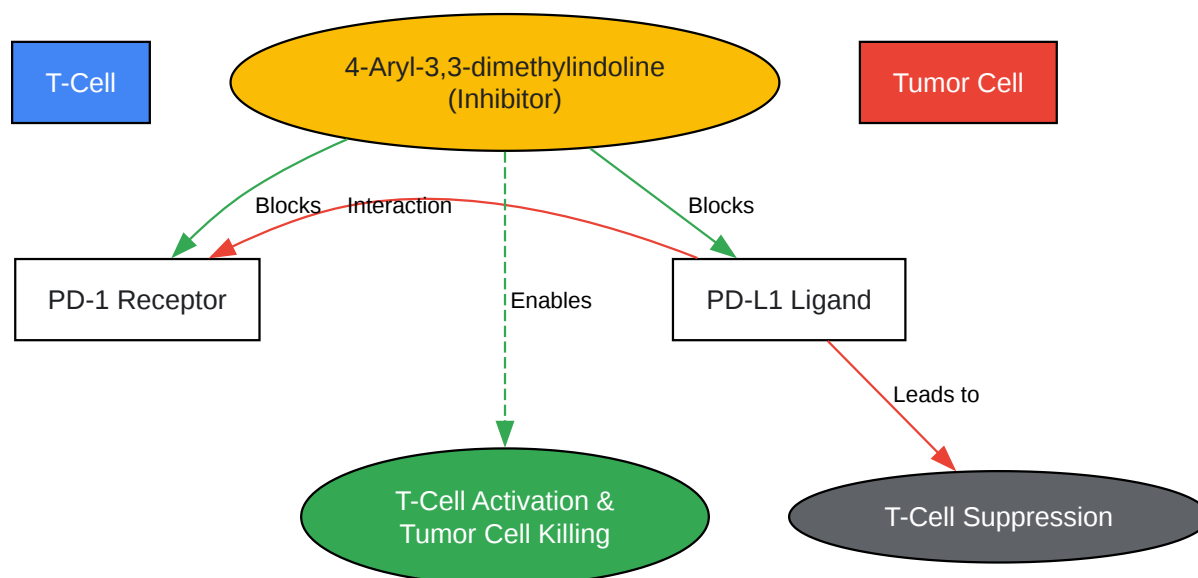 T-Cell
4-Aryl-3,3-dimethylindoline
(Inhibitor)
Tumor Cell
Blocks
Interaction
Blocks
PD-1 Receptor
Enables
PD-L1 Ligand
Leads to
T-Cell Activation &
Tumor Cell Killing
T-Cell Suppression